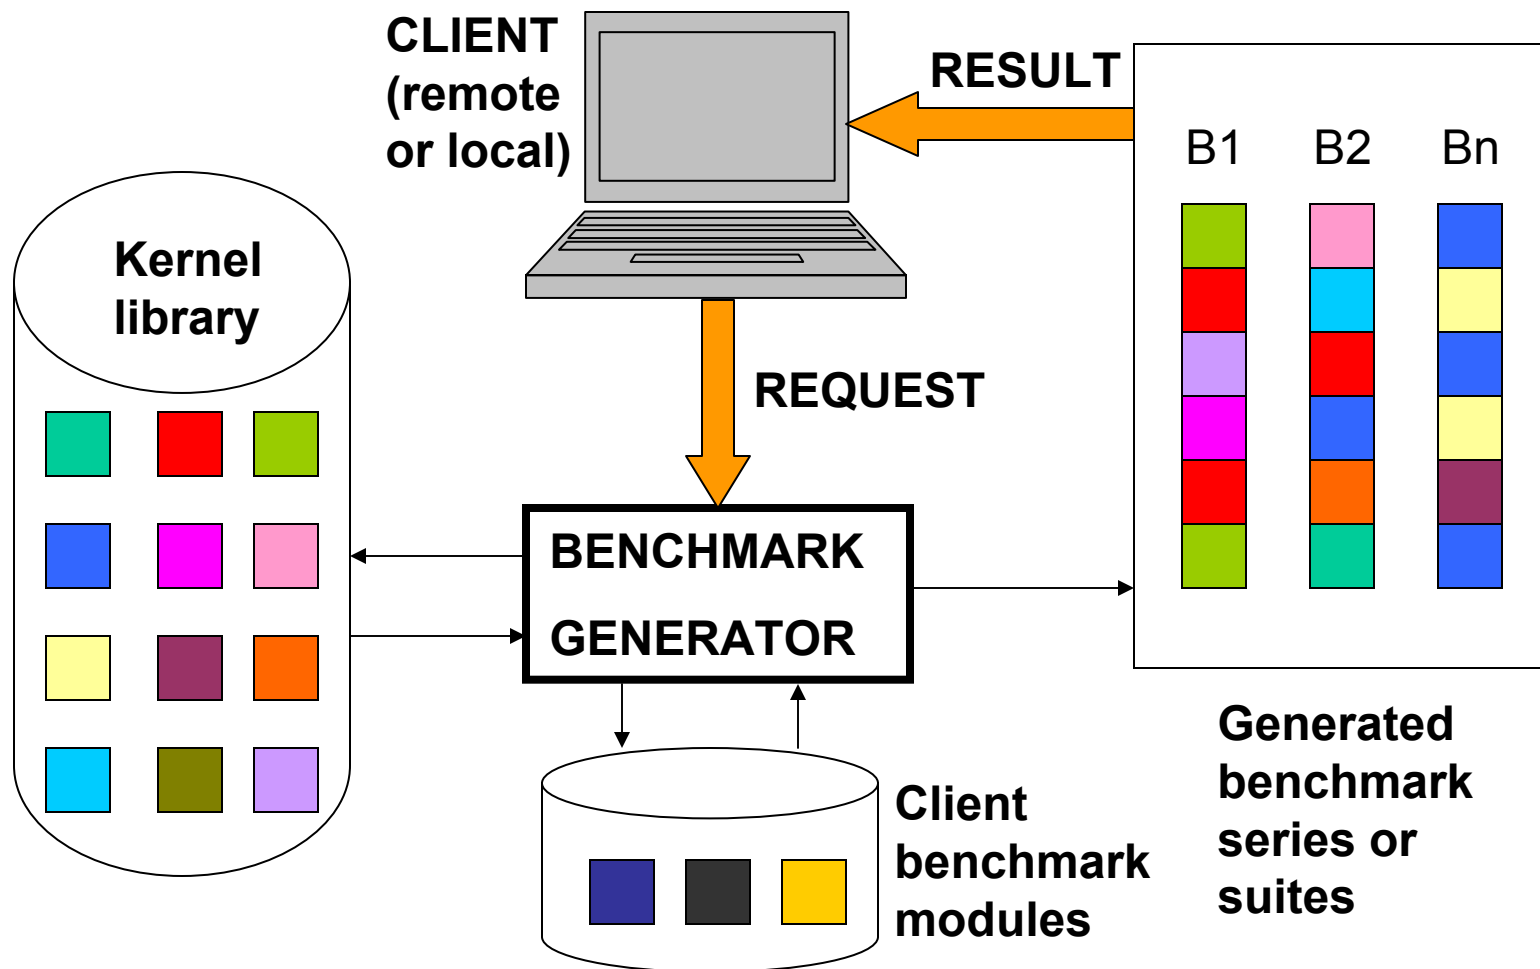 CLIENT
(remote
or local)
RESULT
B1 B2 Bn
Kernel
library
REQUEST
BENCHMARK
GENERATOR
Generated
benchmark
series or
suites
Client
benchmark
modules